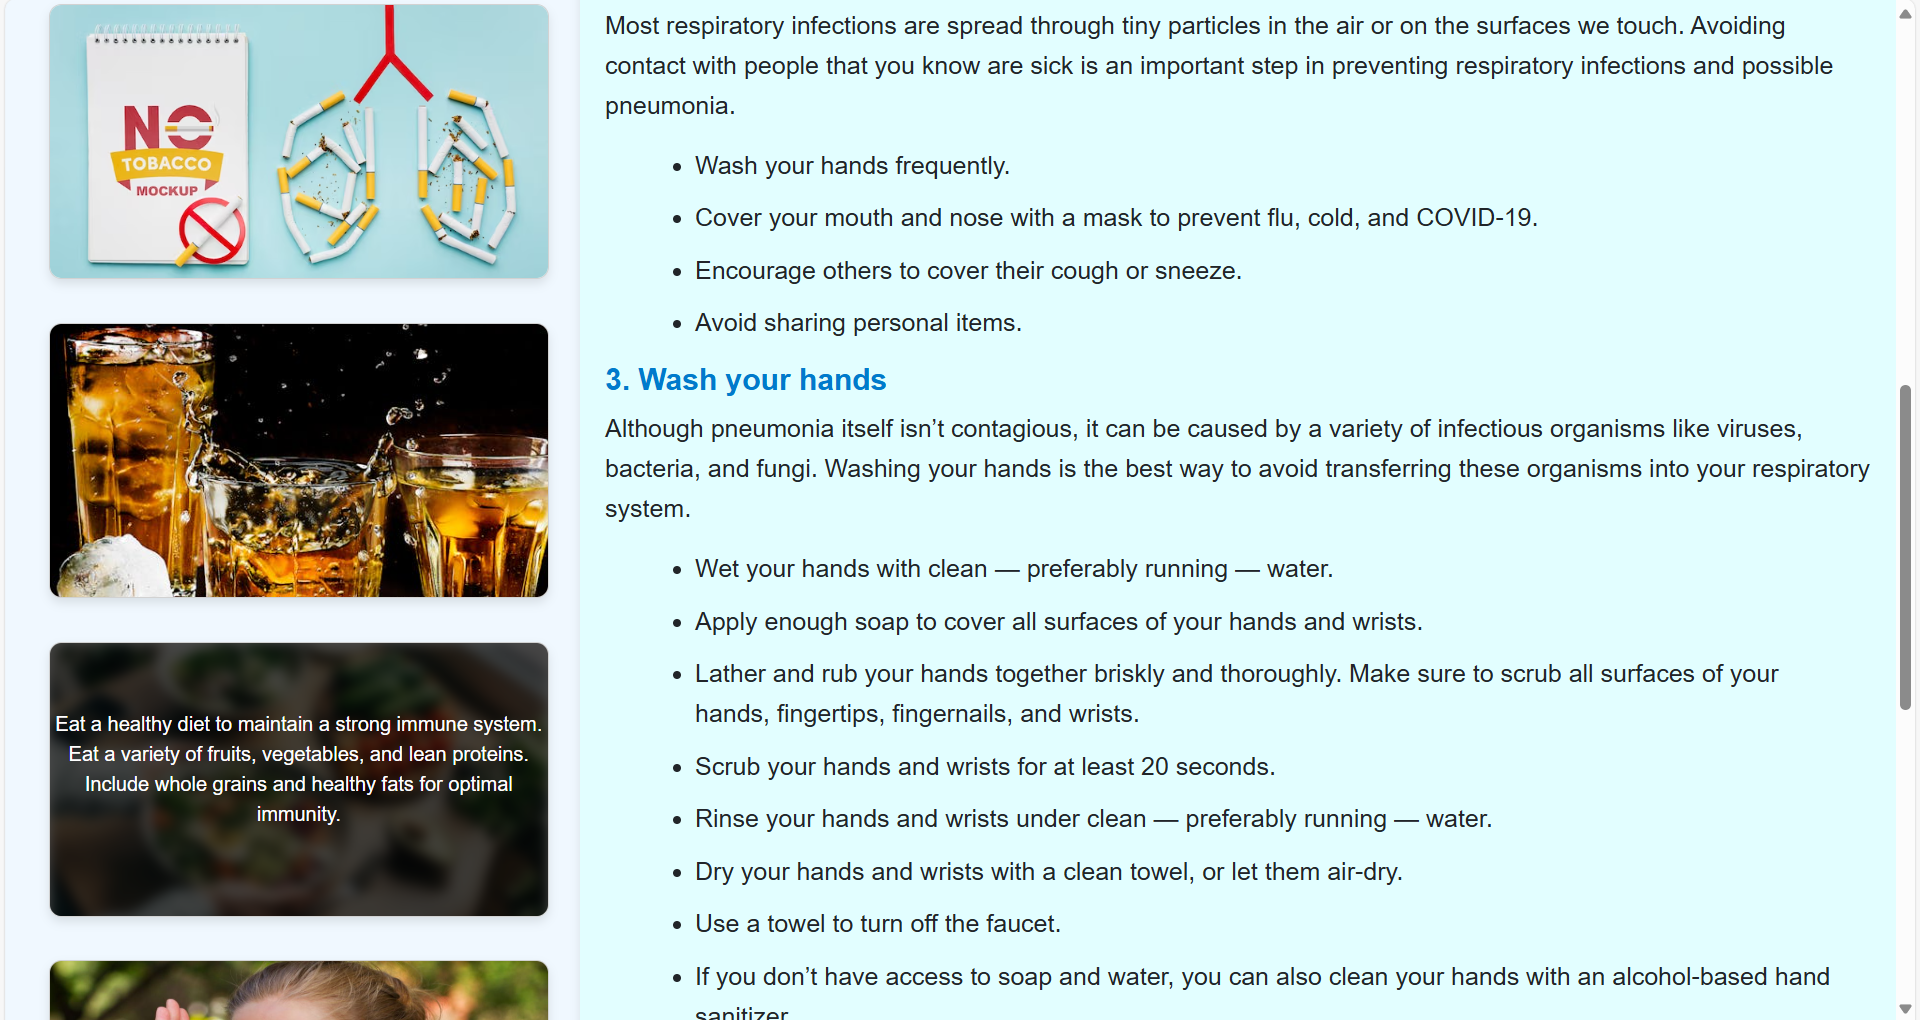 NO
TOBACCO
MOCKUP
Eat a healthy diet to maintain a strong immune system.
Eat a variety of fruits, vegetables, and lean proteins.
Include whole grains and healthy fats for optimal
immunity.
Most respiratory infections are spread through tiny particles in the air or on the surfaces we touch. Avoiding
contact with people that you know are sick is an important step in preventing respiratory infections and possible
pneumonia.
• Wash your hands frequently.
• Cover your mouth and nose with a mask to prevent flu, cold, and COVID-19.
• Encourage others to cover their cough or sneeze.
• Avoid sharing personal items.
3. Wash your hands
Although pneumonia itself isn’t contagious, it can be caused by a variety of infectious organisms like viruses,
bacteria, and fungi. Washing your hands is the best way to avoid transferring these organisms into your respiratory
system.
• Wet your hands with clean — preferably running — water.
• Apply enough soap to cover all surfaces of your hands and wrists.
• Lather and rub your hands together briskly and thoroughly. Make sure to scrub all surfaces of your
hands, fingertips, fingernails, and wrists.
• Scrub your hands and wrists for at least 20 seconds.
• Rinse your hands and wrists under clean — preferably running — water.
• Dry your hands and wrists with a clean towel, or let them air-dry.
• Use a towel to turn off the faucet.
• If you don’t have access to soap and water, you can also clean your hands with an alcohol-based hand
sanitizer